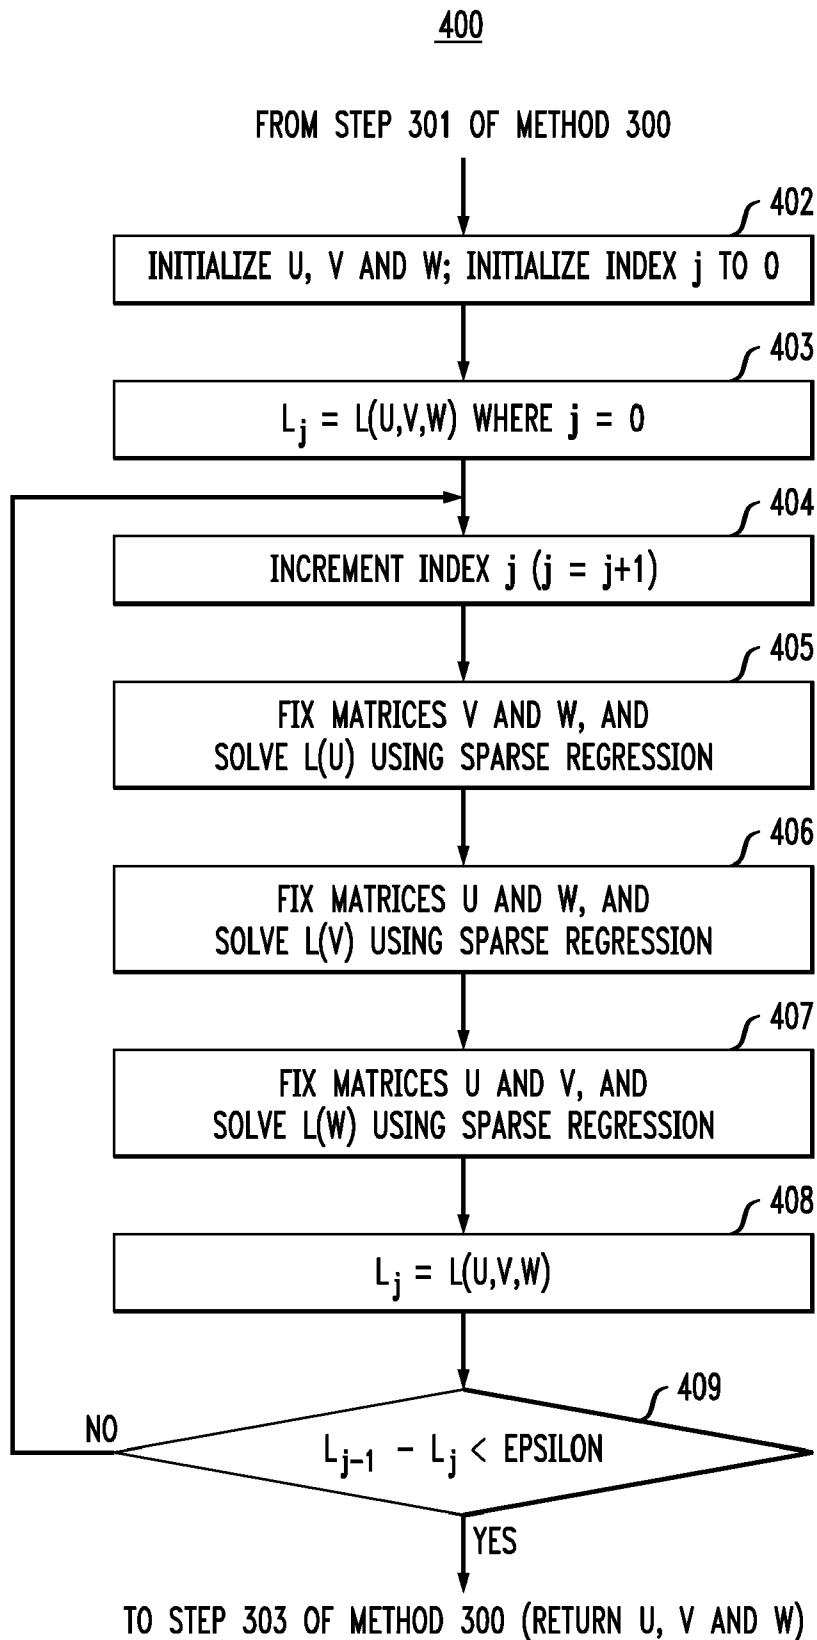 400
FROM STEP 301 OF METHOD 300
402
INITIALIZE U, V AND W; INITIALIZE INDEX j TO 0
403
Lj = L(U,V,W) WHERE j = 0
404
INCREMENT INDEX j (j = j+1)
405
FIX MATRICES V AND W, AND
SOLVE L(U) USING SPARSE REGRESSION
406
FIX MATRICES U AND W, AND
SOLVE L(V) USING SPARSE REGRESSION
407
FIX MATRICES U AND V, AND
SOLVE L(W) USING SPARSE REGRESSION
408
Lj = L(U,V,W)
409
NO
Lj-1 - Lj < EPSILON
YES
TO STEP 303 OF METHOD 300 (RETURN U, V AND W)